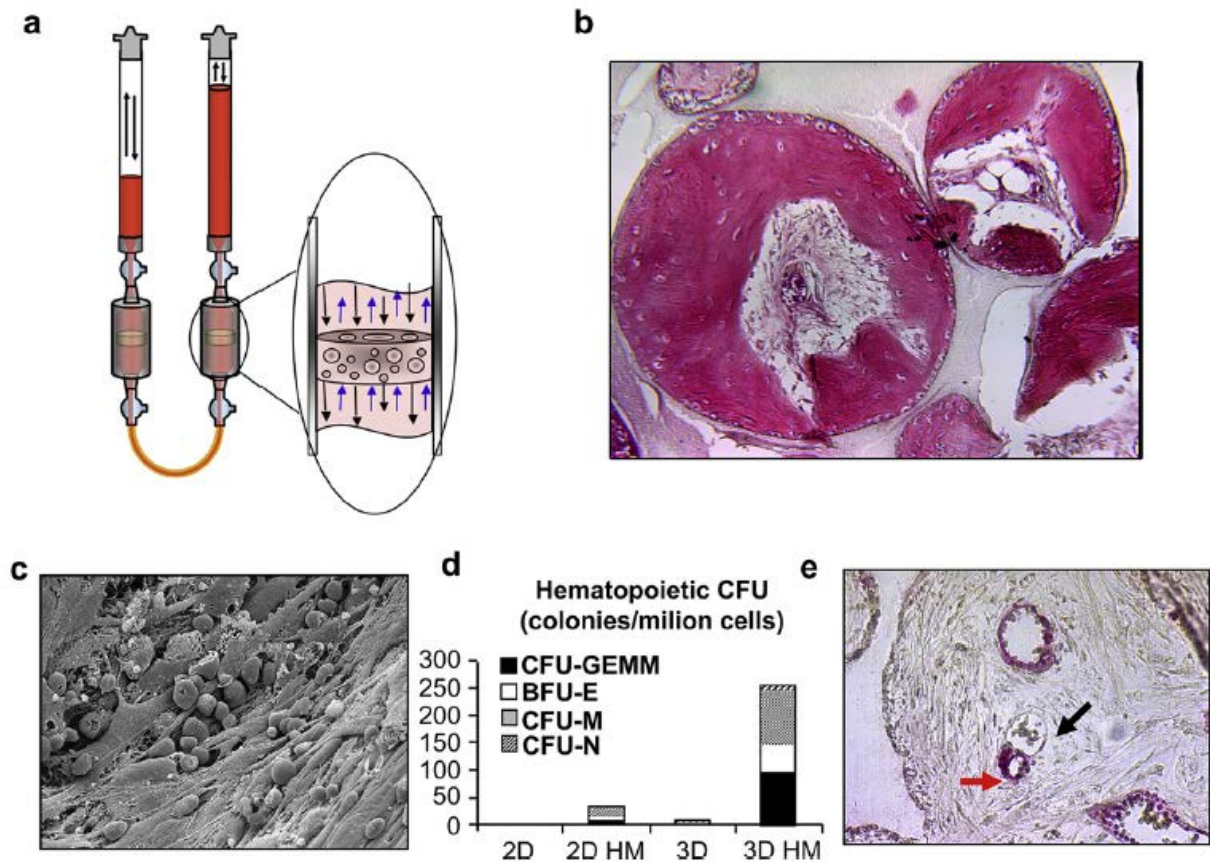 a
b
c
d
Hematopoietic CFU
(colonies/milion cells)
300
250
200
150
100
50
0
CFU-GEMM
BFU-E
CFU-M
CFU-N
2D
2D HM
3D
3D HM
e